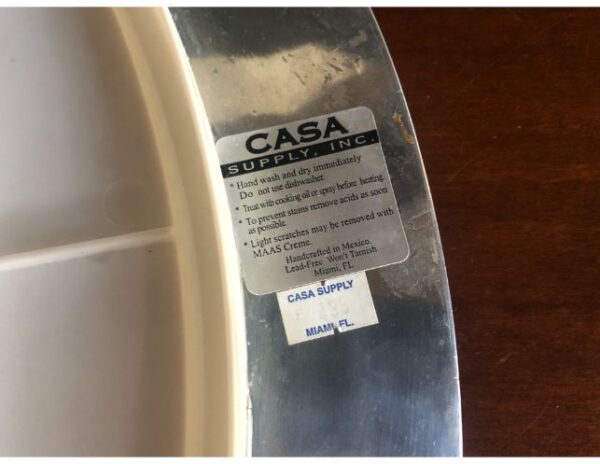 CASA
SUPPLY, INC.
* Hand wash and dry immediately
Do not use dishwasher.
* Treat with cooking oil or spray before heating.
* To prevent stains remove acids as soon
as possible.
* Light scratches may be removed with
MAAS Creme.
Handcrafted in Mexico.
Lead-Free Won't Tarnish
Miami, FL
CASA SUPPLY
MIAMI, FL.